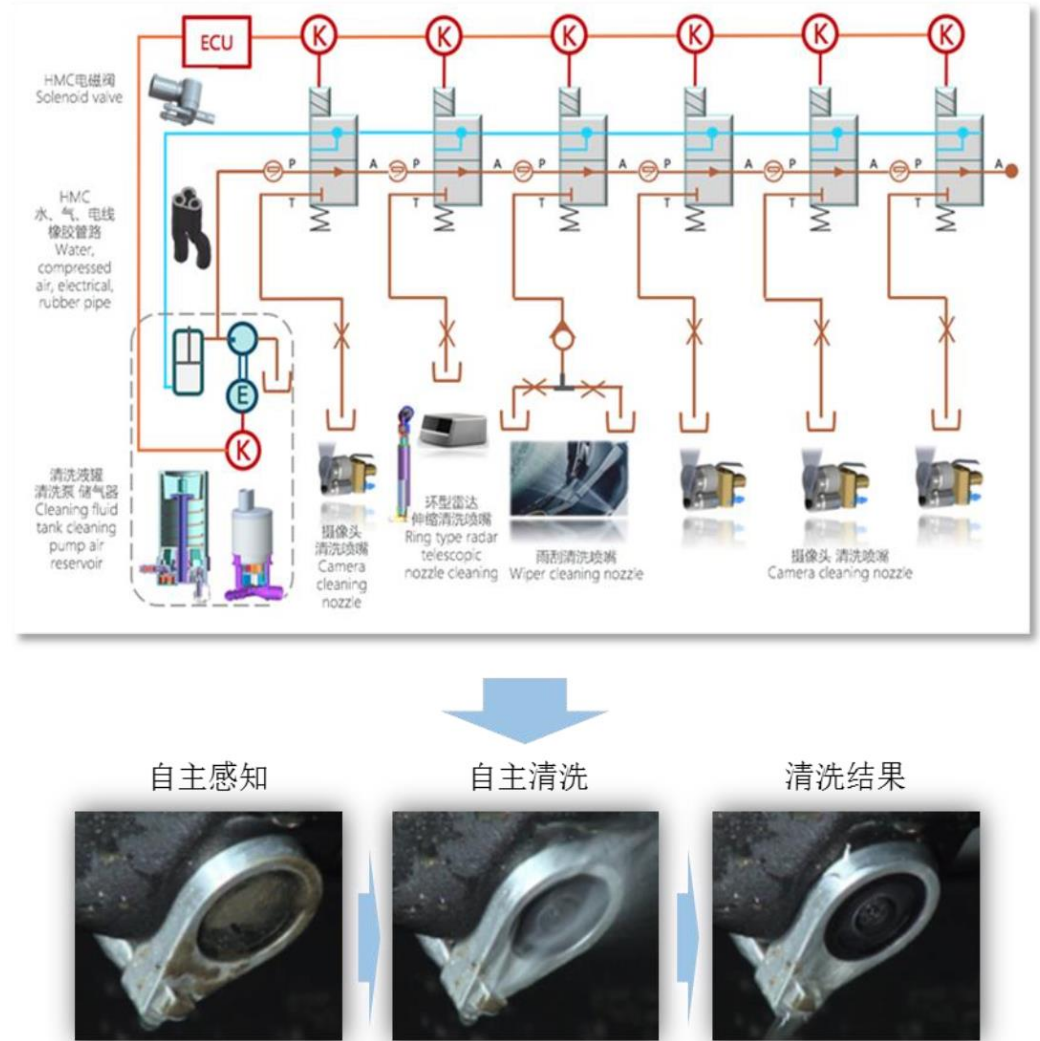 ECU
K
K
K
K
K
K
HMC电磁阀
Solenoid valve
P
A
P
A
P
A
P
A
P
A
P
A
T
T
T
T
T
T
HMC
水、气、电线
橡胶管路
Water,
compressed
air, electrical,
rubber pipe
E
K
清洗液罐
清洗泵 储气器
Cleaning fluid
tank cleaning
pump air
reservoir
摄像头
清洗喷嘴
Camera
cleaning
nozzle
环型雷达
伸缩清洗喷嘴
Ring type radar
telescopic
nozzle cleaning
雨刮清洗喷嘴
Wiper cleaning nozzle
摄像头 清洗喷嘴
Camera cleaning nozzle
自主感知
自主清洗
清洗结果